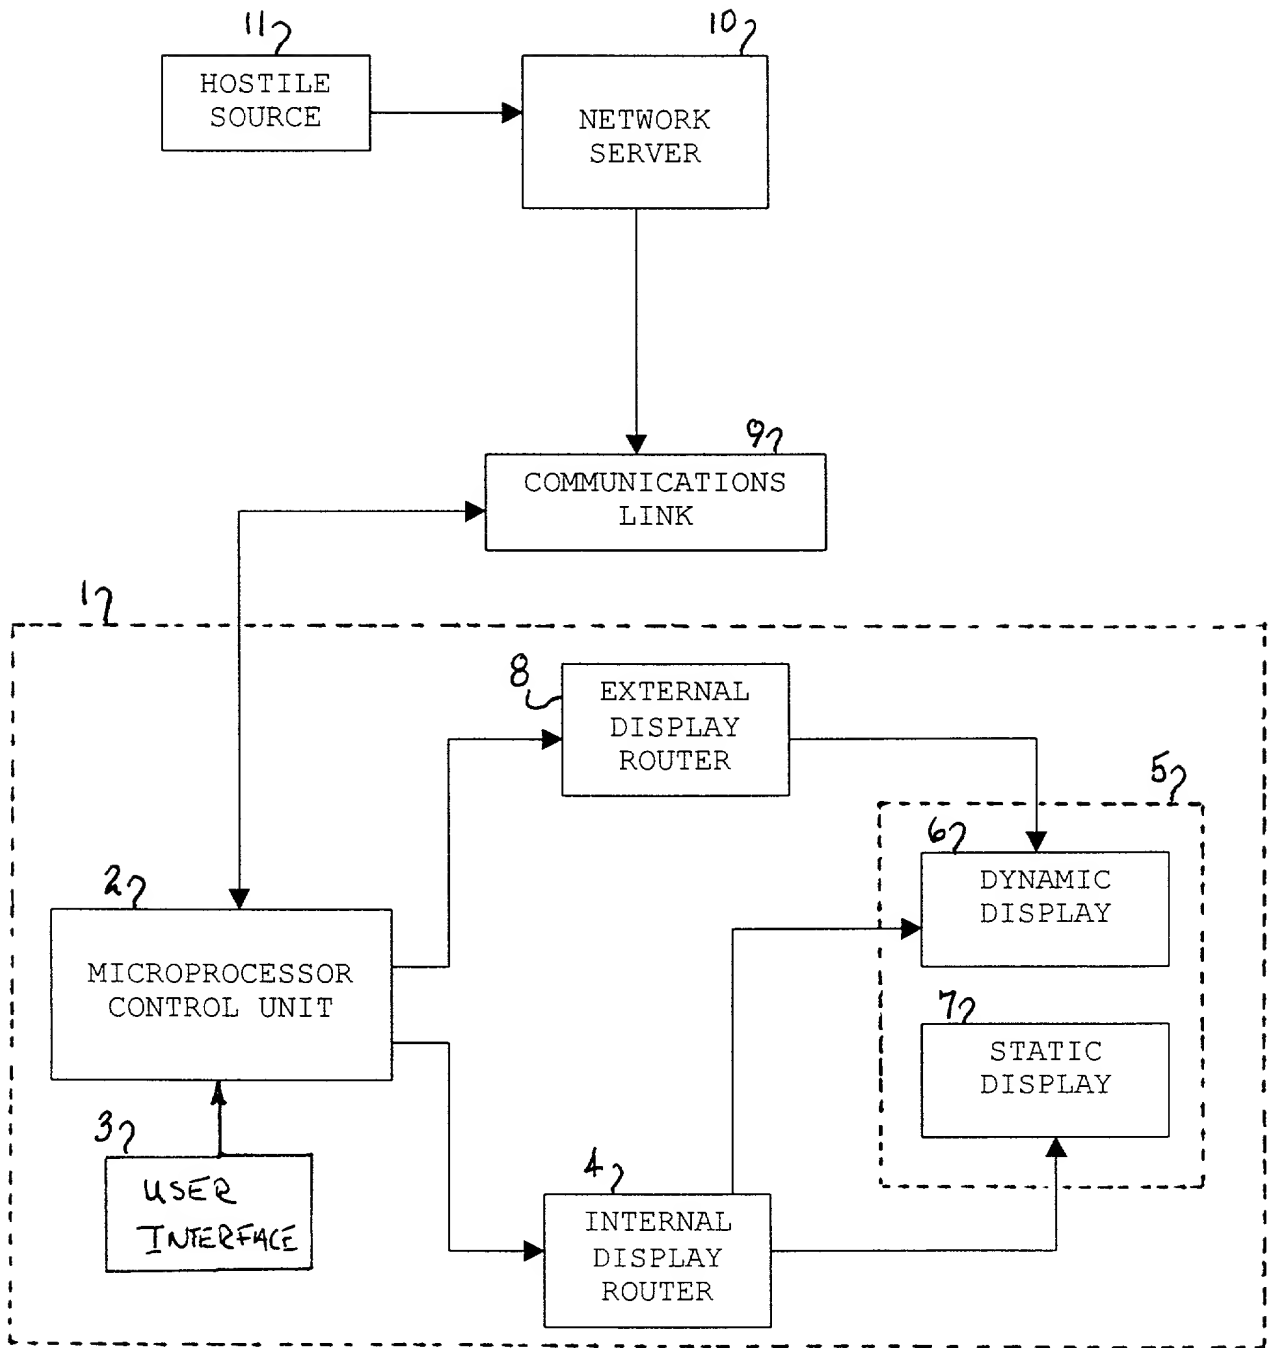 11
HOSTILE
SOURCE
10
NETWORK
SERVER
9
COMMUNICATIONS
LINK
1
8
EXTERNAL
DISPLAY
ROUTER
5
6
DYNAMIC
DISPLAY
2
MICROPROCESSOR
CONTROL UNIT
7
STATIC
DISPLAY
3
USER
INTERFACE
4
INTERNAL
DISPLAY
ROUTER